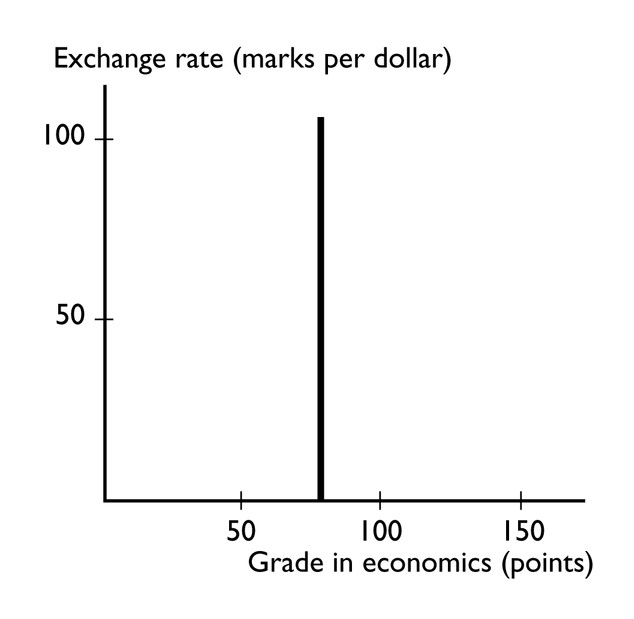 Exchange rate (marks per dollar)
100
50
50 100 150
Grade in economics (points)